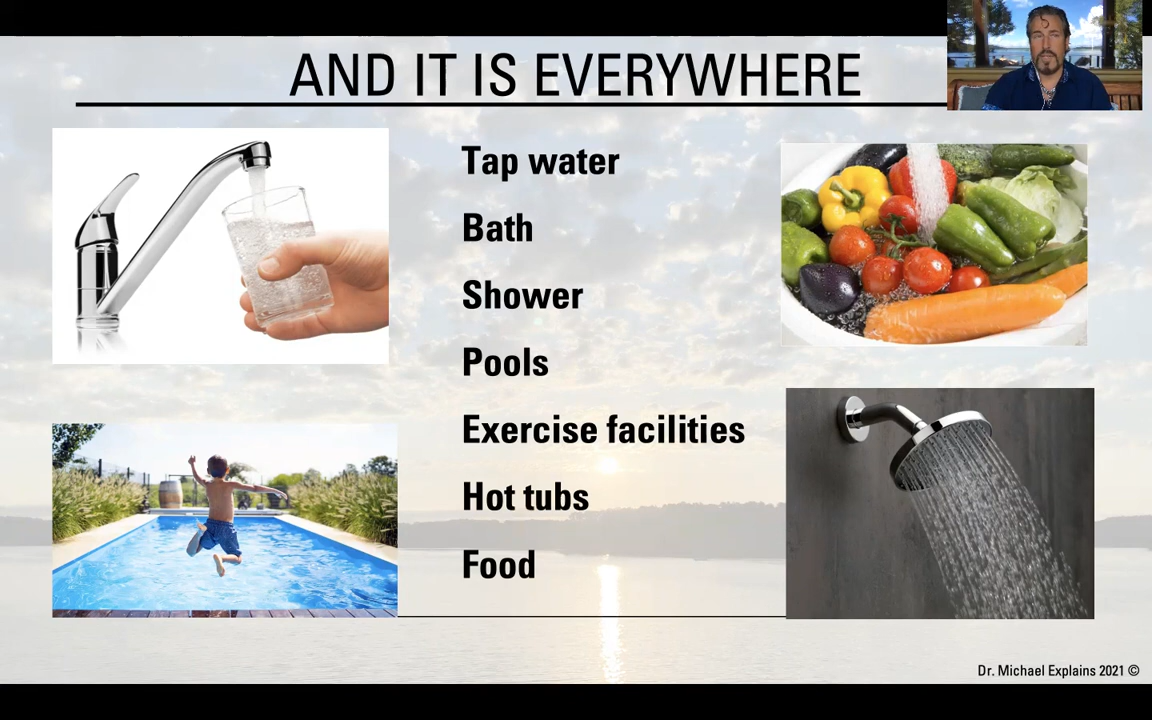 AND IT IS EVERYWHERE
Tap water
Bath
Shower
Pools
Exercise facilities
Hot tubs
Food
Dr. Michael Explains 2021 ©